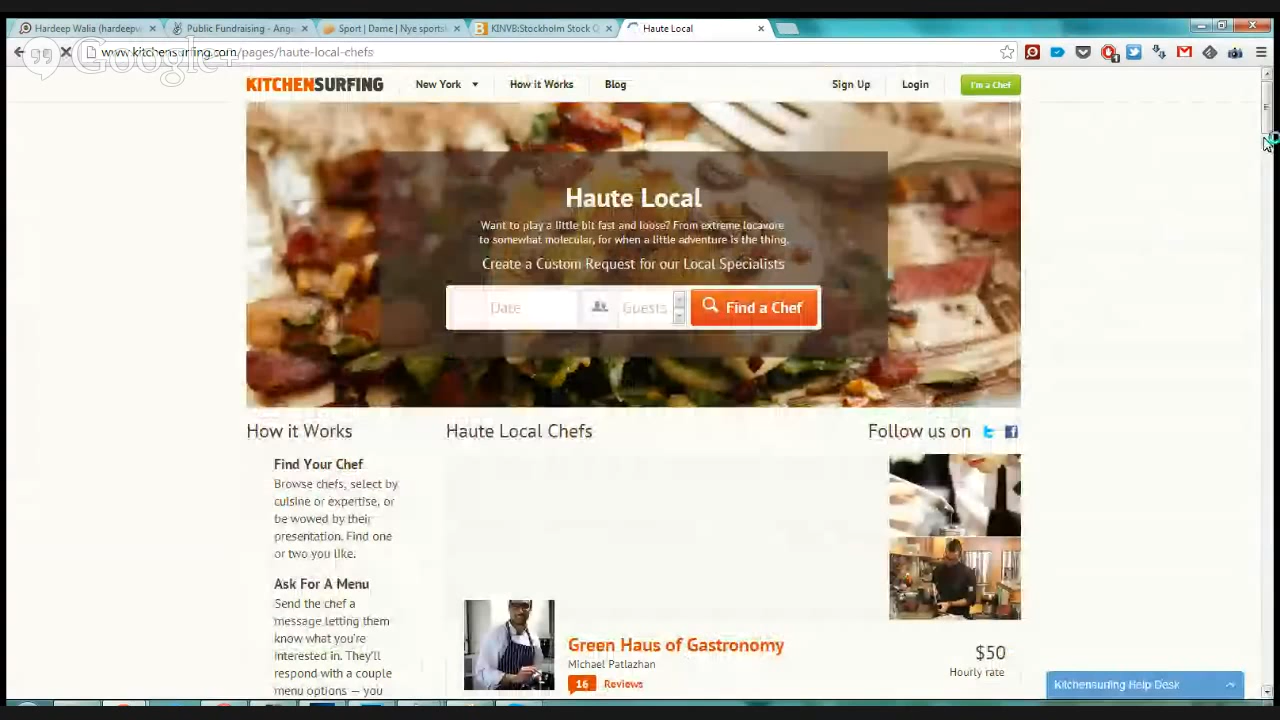 Hardeep Walia (hardeepw
Public Fundraising - Ange
Sport | Dame | Nye sports
KINVB:Stockholm Stock Q
Haute Local
www.kitchensurfing.com/pages/haute-local-chefs
Google+
KITCHENSURFING
New York
How it Works
Blog
Sign Up
Login
I'm a Chef
Haute Local
Want to play a little bit fast and loose? From extreme locavore
to somewhat molecular, for when a little adventure is the thing.
Create a Custom Request for our Local Specialists
Date
Guests
Find a Chef
How it Works
Haute Local Chefs
Follow us on
Find Your Chef
Browse chefs, select by
cuisine or expertise, or
be wowed by their
presentation. Find one
or two you like.
Ask For A Menu
Send the chef a
message letting them
know what you're
interested in. They'll
respond with a couple
menu options — you
Green Haus of Gastronomy
Michael Patlazhan
16 Reviews
$50
Hourly rate
Kitchensurfing Help Desk